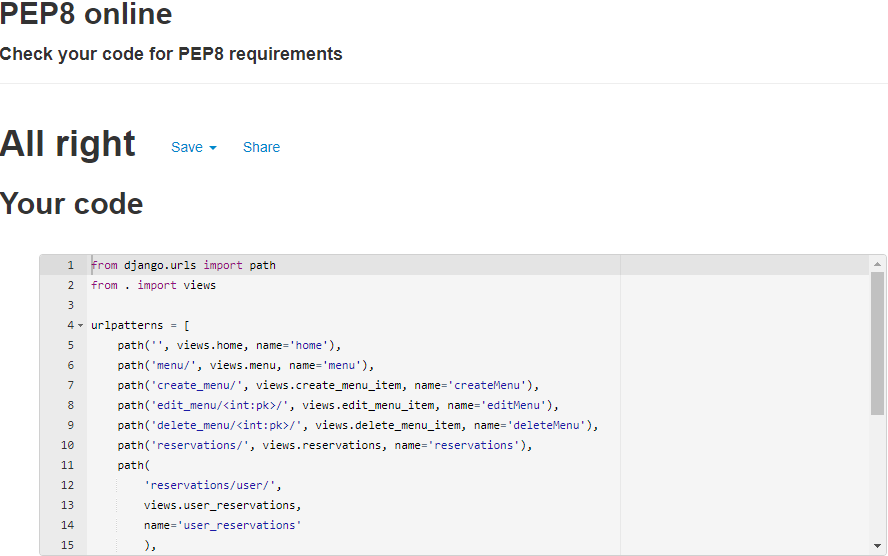 PEP8 online
Check your code for PEP8 requirements
All right Save Share
Your code
1 from django.urls import path
2 from . import views
3
4 urlpatterns = [
5     path('', views.home, name='home'),
6     path('menu/', views.menu, name='menu'),
7     path('create_menu/', views.create_menu_item, name='createMenu'),
8     path('edit_menu/<int:pk>/', views.edit_menu_item, name='editMenu'),
9     path('delete_menu/<int:pk>/', views.delete_menu_item, name='deleteMenu'),
10     path('reservations/', views.reservations, name='reservations'),
11     path(
12         'reservations/user/',
13         views.user_reservations,
14         name='user_reservations'
15         ),